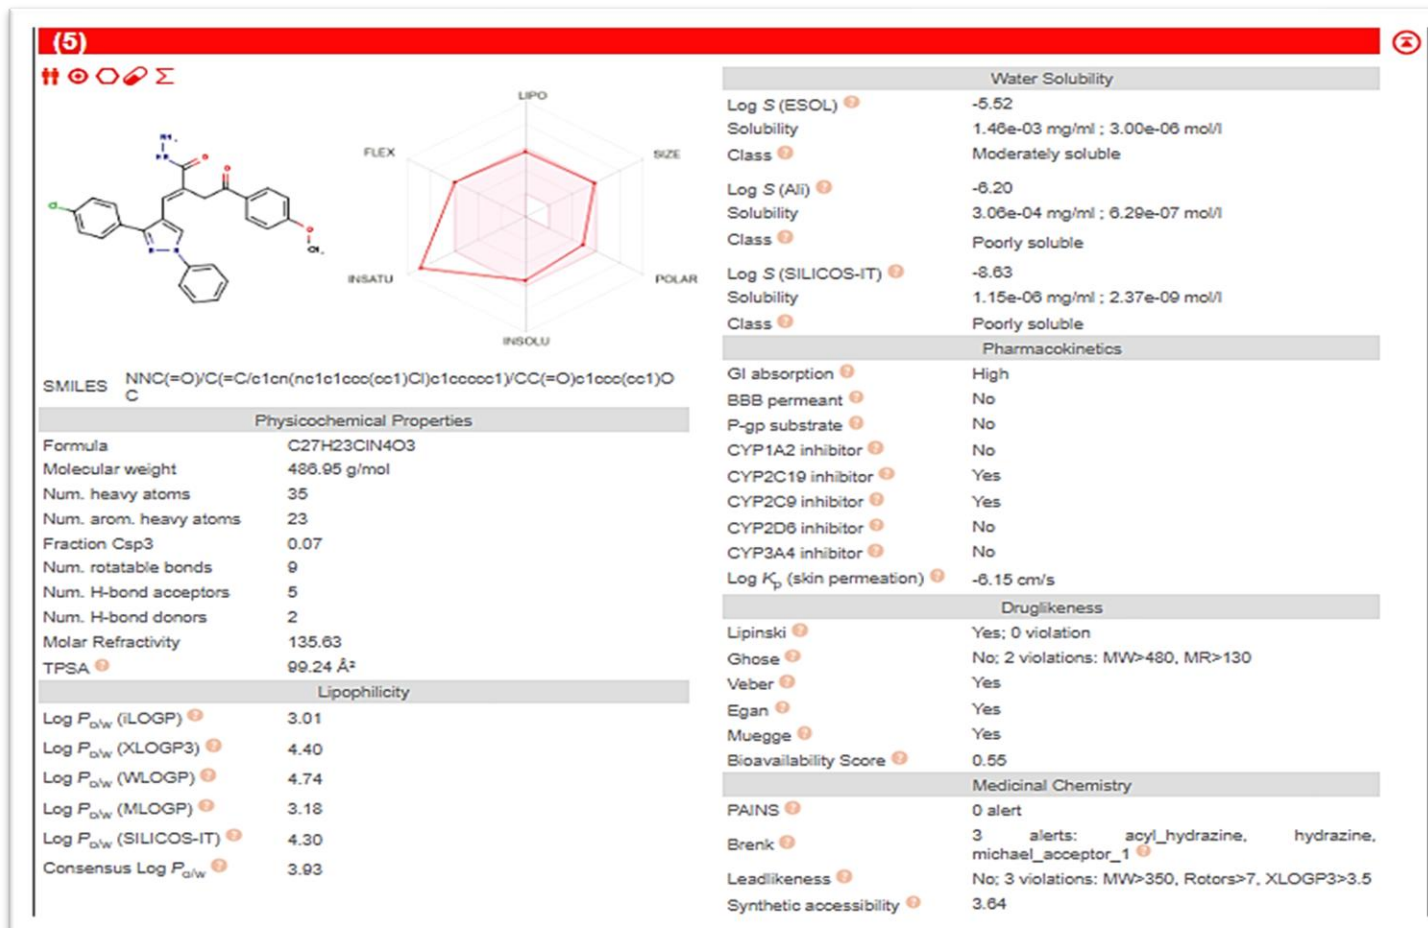 (5)
LIPO
FLEX
SIZE
INSATU
POLAR
INSOLU
Cl
O
O
O
N
N
SMILES NNC(=O)/C(=C/c1cn(nc1c1ccc(cc1)Cl)c1ccccc1)/CC(=O)c1ccc(cc1)O
C
Physicochemical Properties
Formula C27H23ClN4O3
Molecular weight 486.95 g/mol
Num. heavy atoms 35
Num. arom. heavy atoms 23
Fraction Csp3 0.07
Num. rotatable bonds 9
Num. H-bond acceptors 5
Num. H-bond donors 2
Molar Refractivity 135.63
TPSA ? 99.24 Å²
Lipophilicity
Log Po/w (iLOGP) ? 3.01
Log Po/w (XLOGP3) ? 4.40
Log Po/w (WLOGP) ? 4.74
Log Po/w (MLOGP) ? 3.18
Log Po/w (SILICOS-IT) ? 4.30
Consensus Log Po/w ? 3.93
Water Solubility
Log S (ESOL) ? -5.52
Solubility 1.46e-03 mg/ml ; 3.00e-06 mol/l
Class ? Moderately soluble
Log S (Ali) ? -6.20
Solubility 3.06e-04 mg/ml ; 6.29e-07 mol/l
Class ? Poorly soluble
Log S (SILICOS-IT) ? -8.63
Solubility 1.15e-06 mg/ml ; 2.37e-09 mol/l
Class ? Poorly soluble
Pharmacokinetics
GI absorption ? High
BBB permeant ? No
P-gp substrate ? No
CYP1A2 inhibitor ? No
CYP2C19 inhibitor ? Yes
CYP2C9 inhibitor ? Yes
CYP2D6 inhibitor ? No
CYP3A4 inhibitor ? No
Log Kp (skin permeation) ? -6.15 cm/s
Druglikeness
Lipinski ? Yes; 0 violation
Ghose ? No; 2 violations: MW>480, MR>130
Veber ? Yes
Egan ? Yes
Muegge ? Yes
Bioavailability Score ? 0.55
Medicinal Chemistry
PAINS ? 0 alert
Brenk ? 3 alerts: acyl_hydrazine, hydrazine,
michael_acceptor_1 ?
Leadlikeness ? No; 3 violations: MW>350, Rotors>7, XLOGP3>3.5
Synthetic accessibility ? 3.64